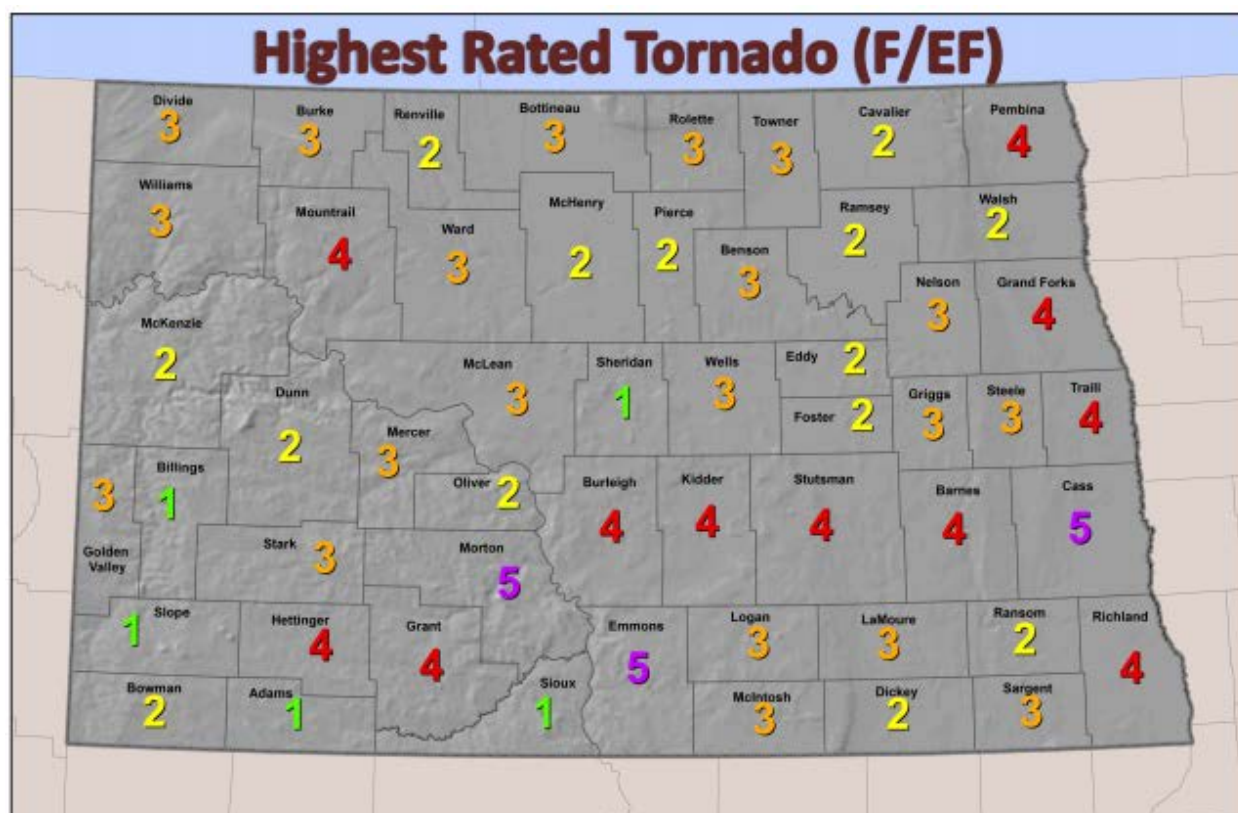 Highest Rated Tornado (F/EF)
Divide
3
Burke
3
Renville
2
Bottineau
3
Rolette
3
Towner
3
Cavalier
2
Pembina
4
Williams
3
Mountrail
4
Ward
3
McHenry
2
Pierce
2
Benson
3
Ramsey
2
Walsh
2
Nelson
3
Grand Forks
4
McKenzie
2
Dunn
2
McLean
3
Mercer
3
Oliver 2
Sheridan
1
Wells
3
Eddy 2
Foster 2
Griggs
3
Steele
3
Traill
4
3
Golden
Valley
Billings
1
Stark 3
Morton
5
Burleigh
4
Kidder
4
Stutsman
4
Barnes
4
Cass
5
Slope
1
Hettinger
4
Grant
4
Emmons
5
Logan
3
LaMoure
3
Ransom
2
Richland
4
Bowman
2
Adams
1
Sioux
1
McIntosh
3
Dickey
2
Sargent
3